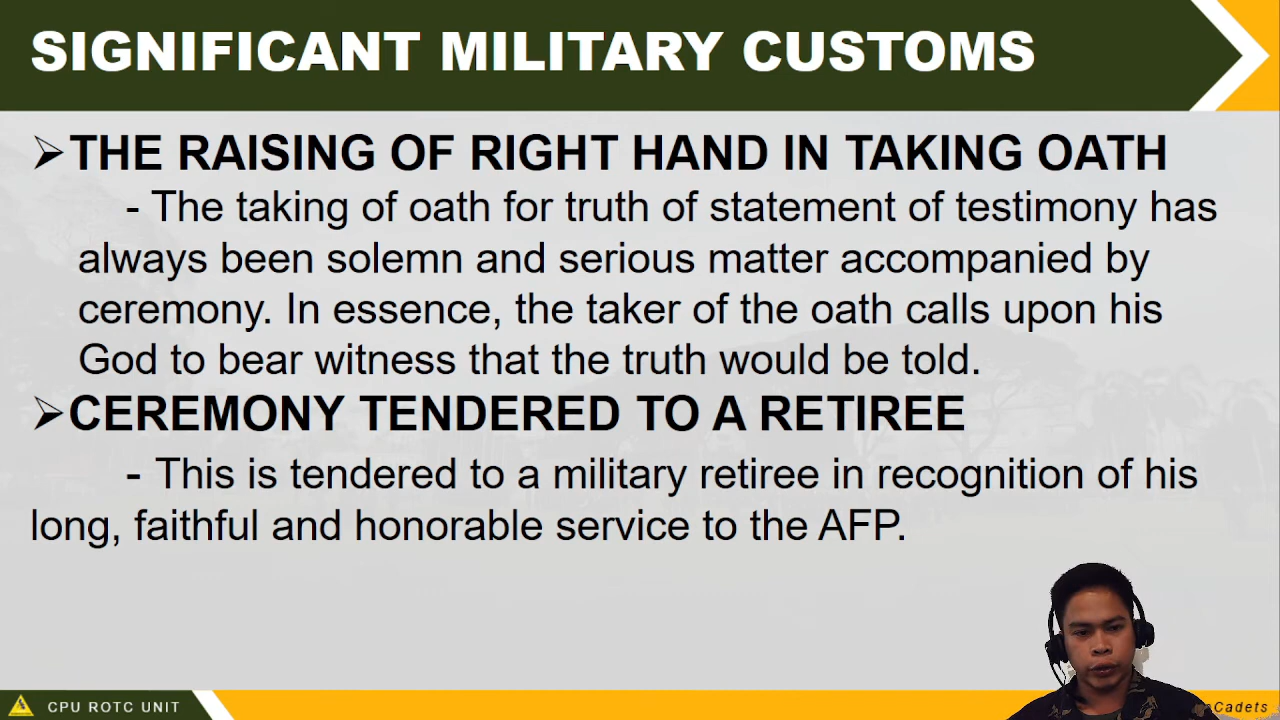 SIGNIFICANT MILITARY CUSTOMS
➢THE RAISING OF RIGHT HAND IN TAKING OATH
- The taking of oath for truth of statement of testimony has
always been solemn and serious matter accompanied by
ceremony. In essence, the taker of the oath calls upon his
God to bear witness that the truth would be told.
➢CEREMONY TENDERED TO A RETIREE
- This is tendered to a military retiree in recognition of his
long, faithful and honorable service to the AFP.
CPU ROTC UNIT
Cadets